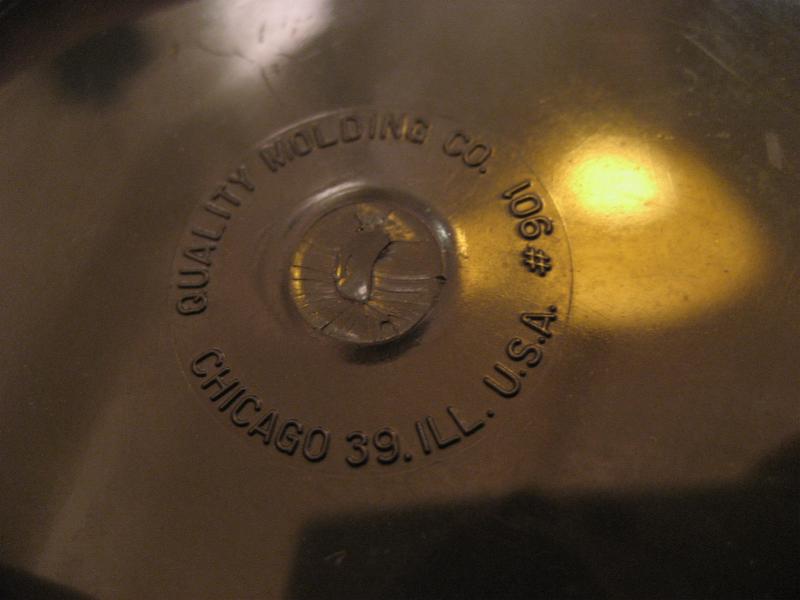 QUALITY MOLDING CO.
CHICAGO 39. ILL. U.S.A. # 901